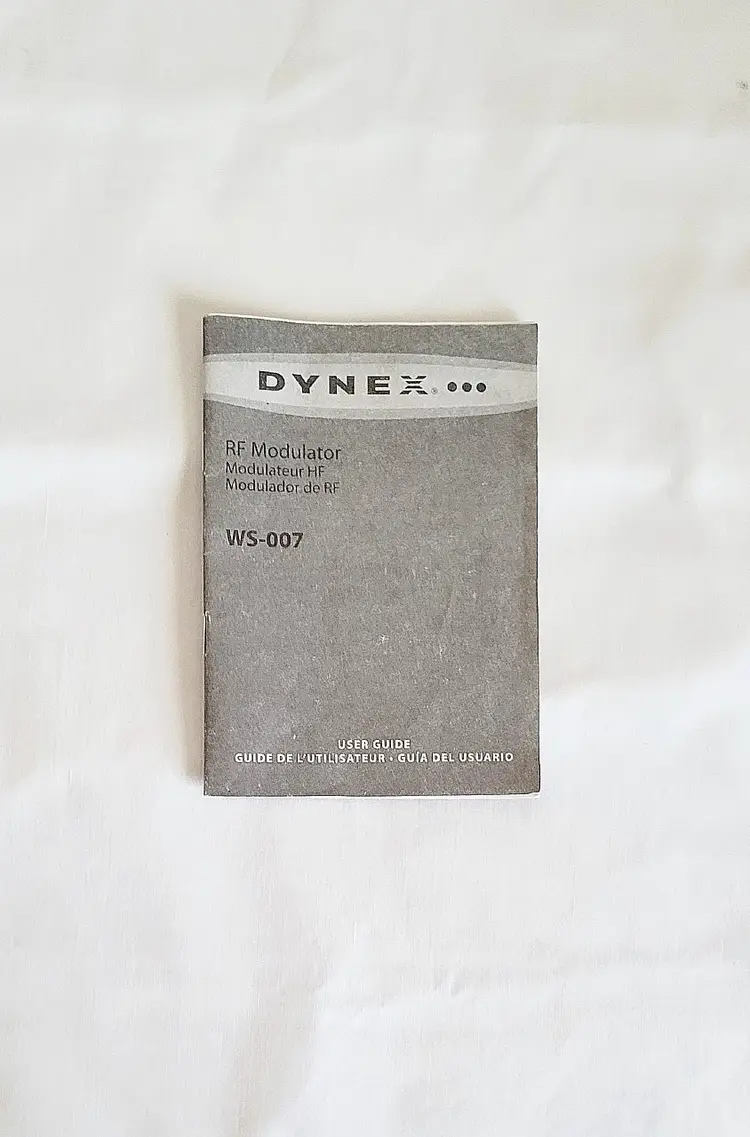 DYNEX®
RF Modulator
Modulateur HF
Modulador de RF
WS-007
USER GUIDE
GUIDE DE L'UTILISATEUR • GUÍA DEL USUARIO